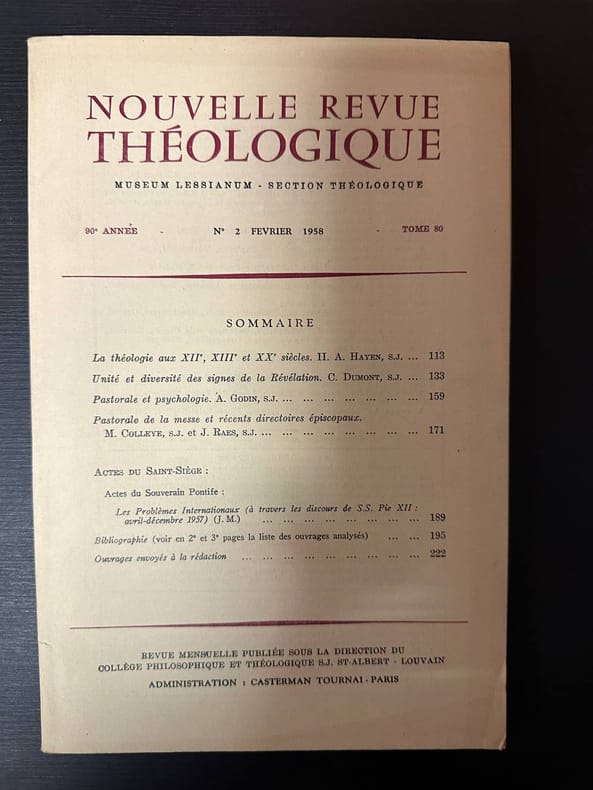 NOUVELLE REVUE
THÉOLOGIQUE
MUSEUM LESSIANUM - SECTION THÉOLOGIQUE
90e ANNÉE - N° 2 FEVRIER 1958 - TOME 80
SOMMAIRE
La théologie aux XIIe, XIIIe et XXe siècles. II. A. HAYEN, S.J. ... 113
Unité et diversité des signes de la Révélation. C. DUMONT, S.J. ... 133
Pastorale et psychologie. A. GODIN, S.J. ... ... ... ... ... ... ... ... 159
Pastorale de la messe et récents directoires épiscopaux.
M. COLLEYE, S.J. et J. RAES, S.J. ... ... ... ... ... ... ... ... ... 171
ACTES DU SAINT-SIÈGE :
Actes du Souverain Pontife :
Les Problèmes Internationaux (à travers les discours de S.S. Pie XII :
avril-décembre 1957) (J. M.) ... ... ... ... ... ... ... ... 189
Bibliographie (voir en 2e et 3e pages la liste des ouvrages analysés) ... ... 195
Ouvrages envoyés à la rédaction ... ... ... ... ... ... ... ... ... ... 222
REVUE MENSUELLE PUBLIÉE SOUS LA DIRECTION DU
COLLÈGE PHILOSOPHIQUE ET THÉOLOGIQUE S.J. ST-ALBERT - LOUVAIN
ADMINISTRATION : CASTERMAN TOURNAI - PARIS